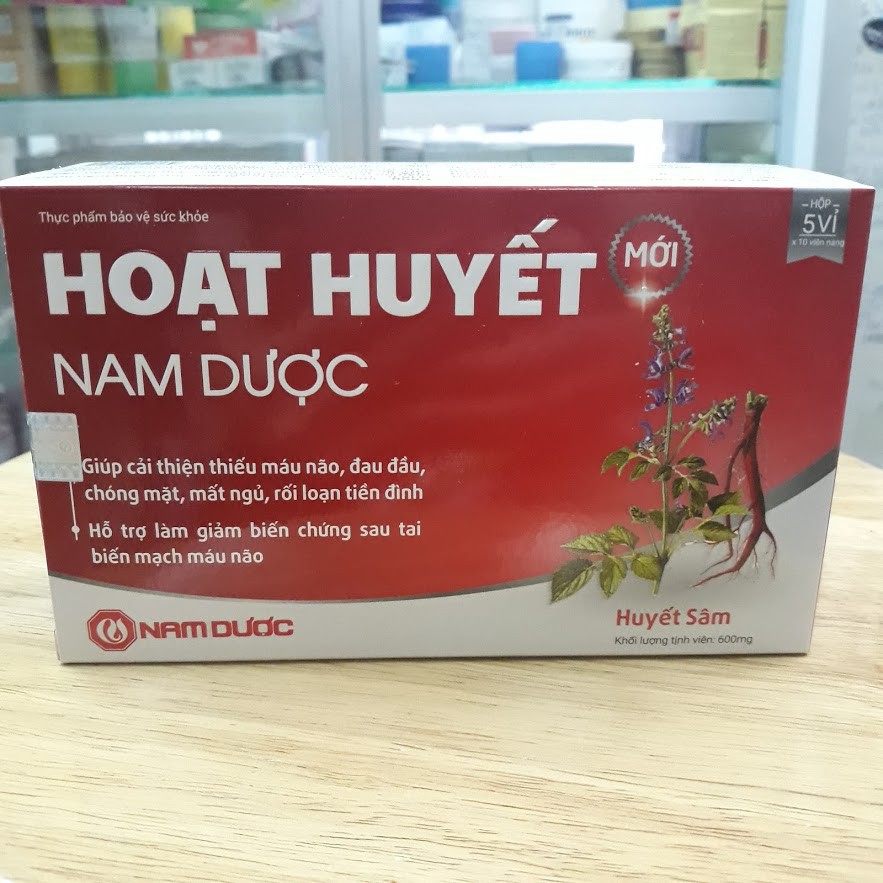 Thực phẩm bảo vệ sức khỏe
HỘP
5 VỈ
x 10 viên nang
HOẠT HUYẾT
MỚI
NAM DƯỢC
Giúp cải thiện thiếu máu não, đau đầu,
chóng mặt, mất ngủ, rối loạn tiền đình
Hỗ trợ làm giảm biến chứng sau tai
biến mạch máu não
NAM DƯỢC
Huyết Sâm
Khối lượng tịnh viên: 600mg